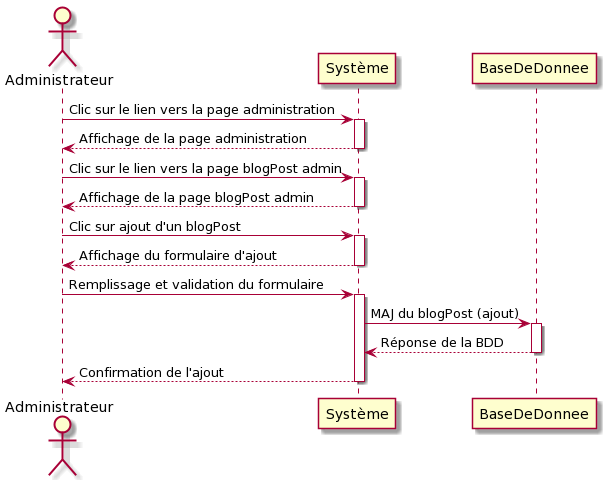 Administrateur
Système
BaseDeDonnee
Clic sur le lien vers la page administration
Affichage de la page administration
Clic sur le lien vers la page blogPost admin
Affichage de la page blogPost admin
Clic sur ajout d'un blogPost
Affichage du formulaire d'ajout
Remplissage et validation du formulaire
MAJ du blogPost (ajout)
Réponse de la BDD
Confirmation de l'ajout
Administrateur
Système
BaseDeDonnee